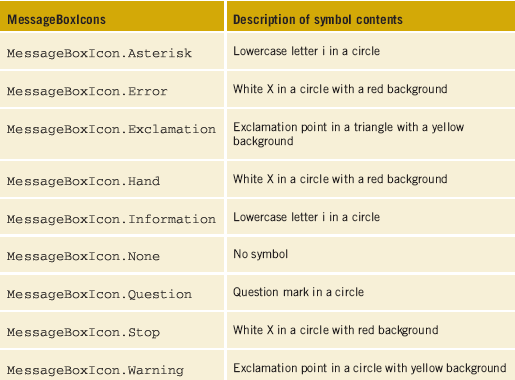 MessageBoxIcons Description of symbol contents
MessageBoxIcon.Asterisk Lowercase letter i in a circle
MessageBoxIcon.Error White X in a circle with a red background
MessageBoxIcon.Exclamation Exclamation point in a triangle with a yellow
background
MessageBoxIcon.Hand White X in a circle with a red background
MessageBoxIcon.Information Lowercase letter i in a circle
MessageBoxIcon.None No symbol
MessageBoxIcon.Question Question mark in a circle
MessageBoxIcon.Stop White X in a circle with red background
MessageBoxIcon.Warning Exclamation point in a circle with yellow background